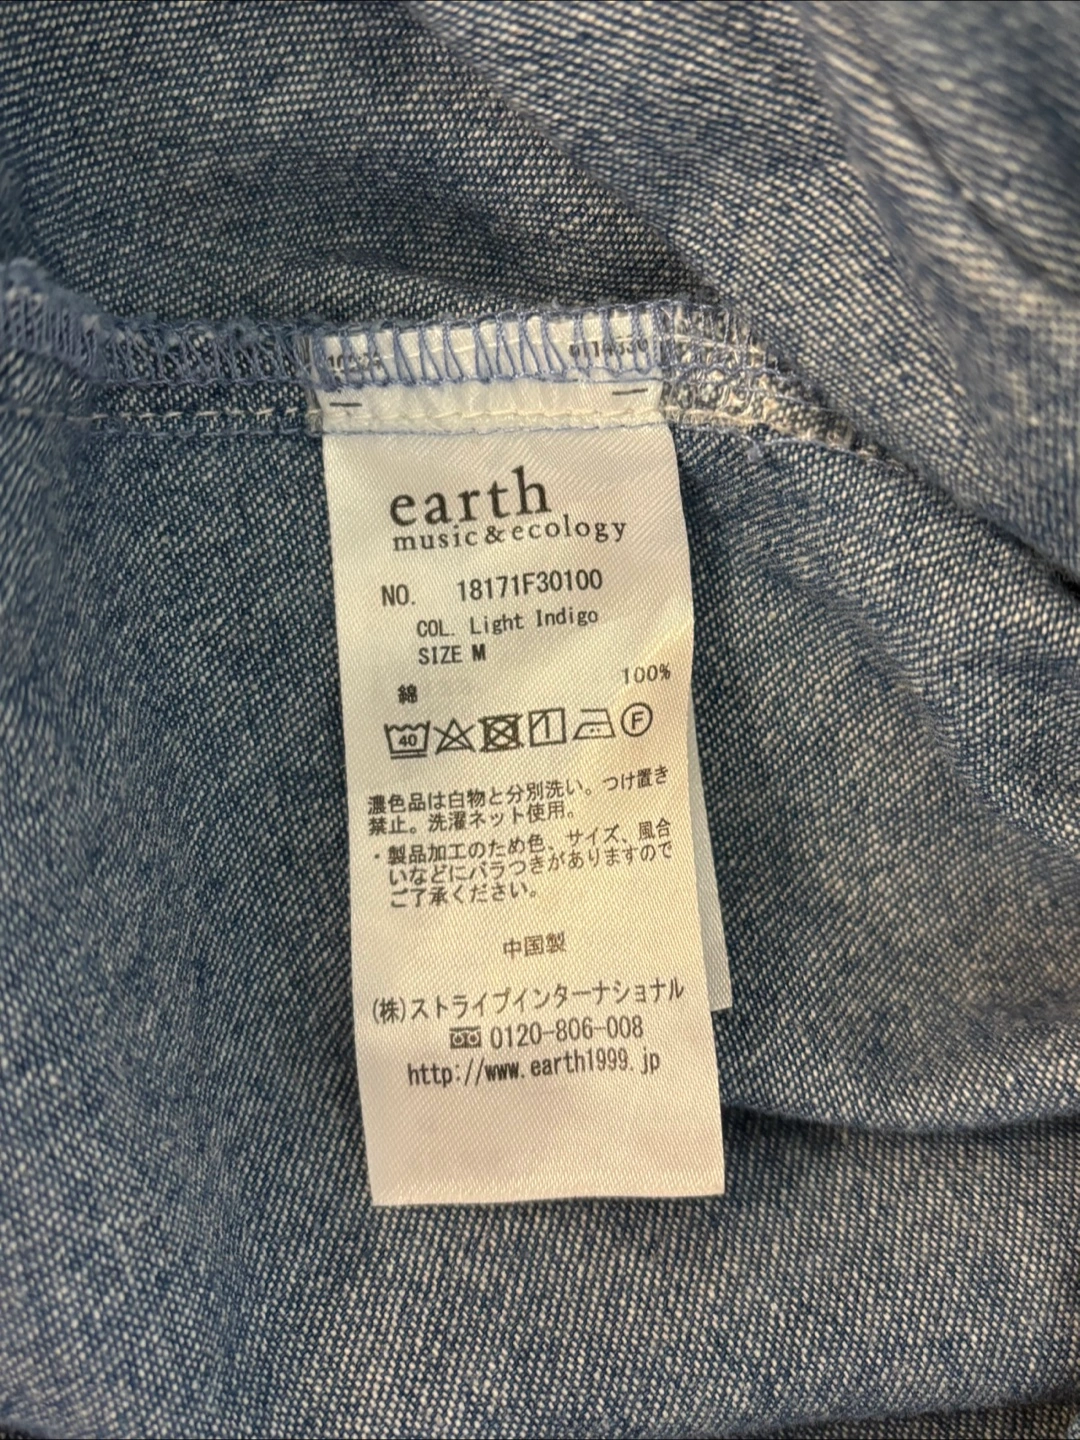 earth
music&ecology
NO. 18171F30100
COL. Light Indigo
SIZE M
綿 100%
40 F
濃色品は白物と分別洗い。つけ置き
禁止。洗濯ネット使用。
・製品加工のため色、サイズ、風合
いなどにバラつきがありますので
ご了承ください。
中国製
(株)ストライプインターナショナル
0120-806-008
http://www.earth1999.jp